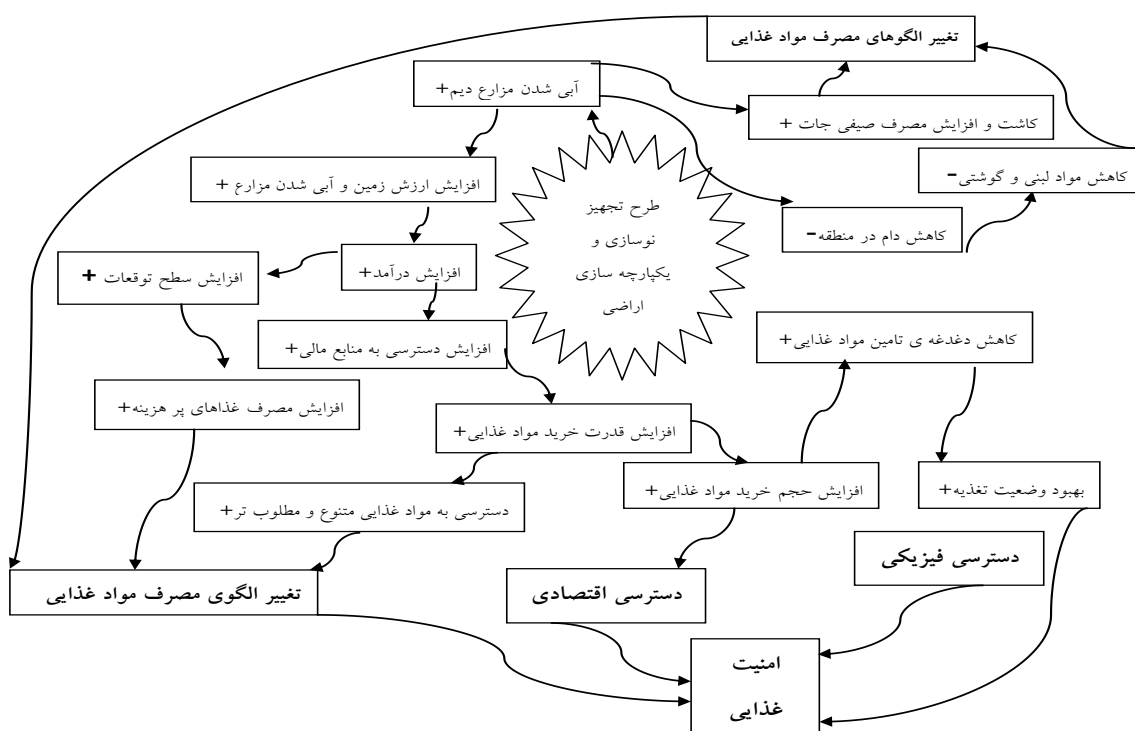 تغییر الگوهای مصرف مواد غذایی
آبی شدن مزارع دیم+
کاشت و افزایش مصرف صیفی جات +
افزایش ارزش زمین و آبی شدن مزارع +
کاهش مواد لبنی و گوشتی-
طرح تجهیز
نوسازی و
یکپارچه سازی
اراضی
کاهش دام در منطقه-
افزایش درآمد+
افزایش سطح توقعات +
افزایش دسترسی به منابع مالی+
کاهش دغدغه ی تامین مواد غذایی+
افزایش مصرف غذاهای پر هزینه+
افزایش قدرت خرید مواد غذایی+
افزایش حجم خرید مواد غذایی+
بهبود وضعیت تغذیه+
دسترسی به مواد غذایی متنوع و مطلوب تر+
دسترسی فیزیکی
دسترسی اقتصادی
تغییر الگوی مصرف مواد غذایی
امنیت
غذایی